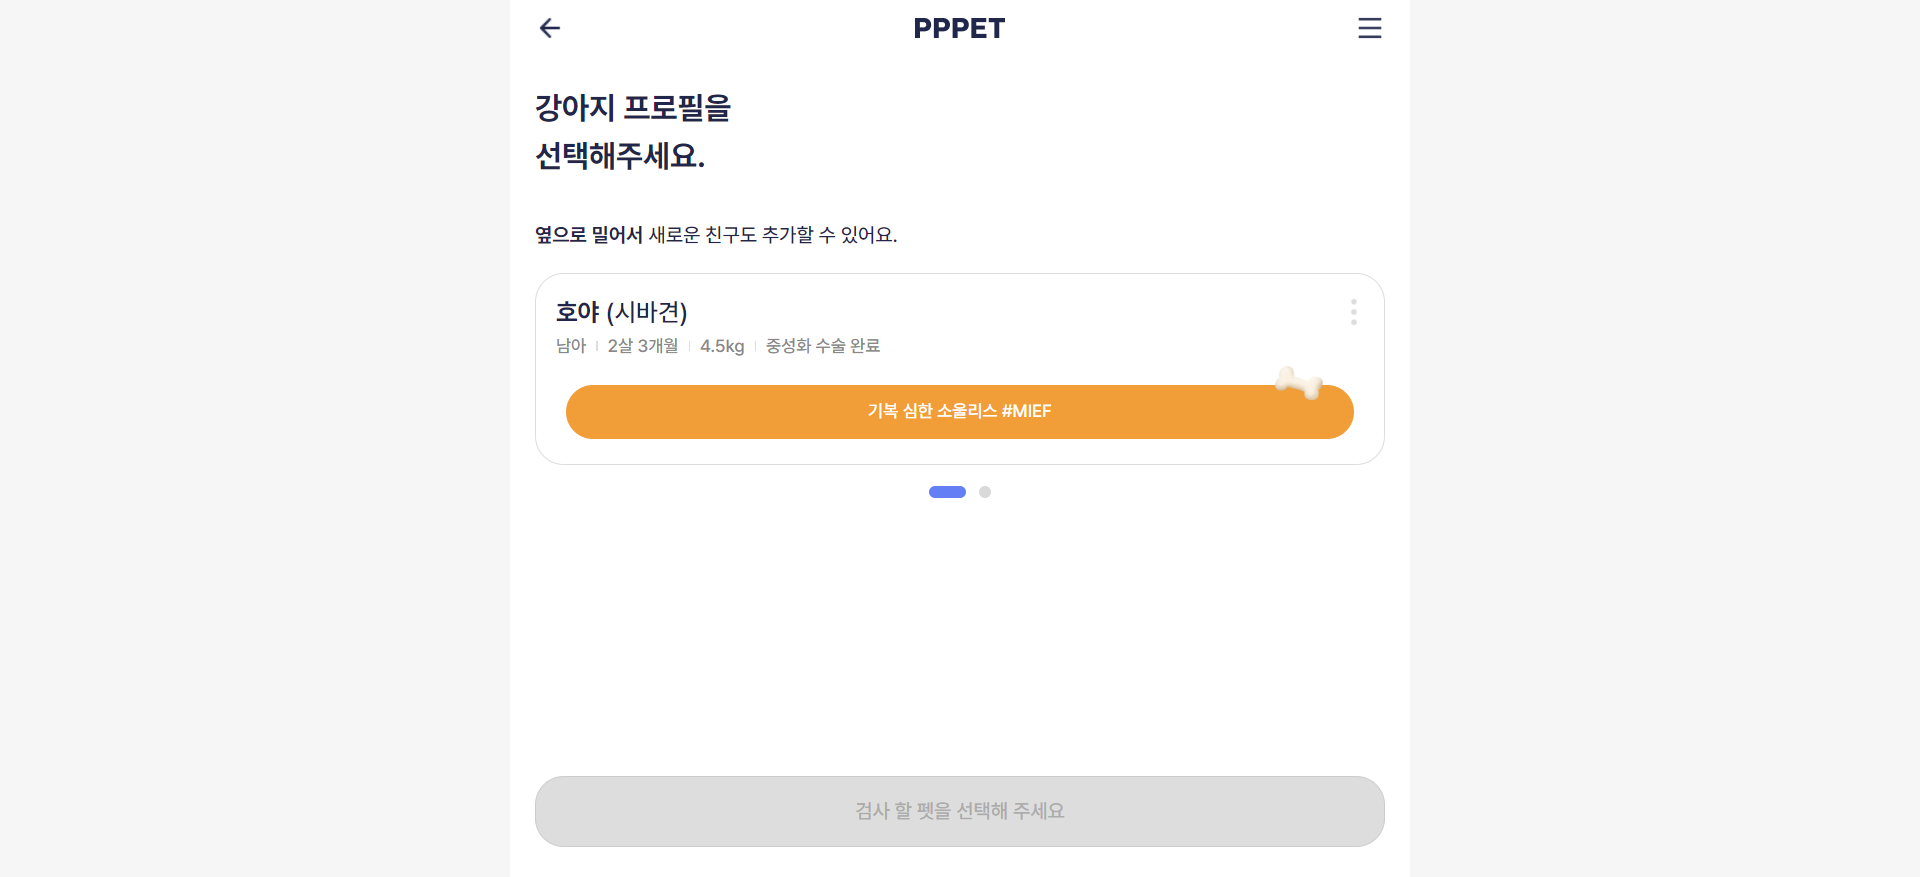 PPPET
강아지 프로필을
선택해주세요.
옆으로 밀어서 새로운 친구도 추가할 수 있어요.
호야 (시바견)
남아 | 2살 3개월 | 4.5kg | 중성화 수술 완료
기복 심한 소울리스 #MIEF
검사 할 펫을 선택해 주세요